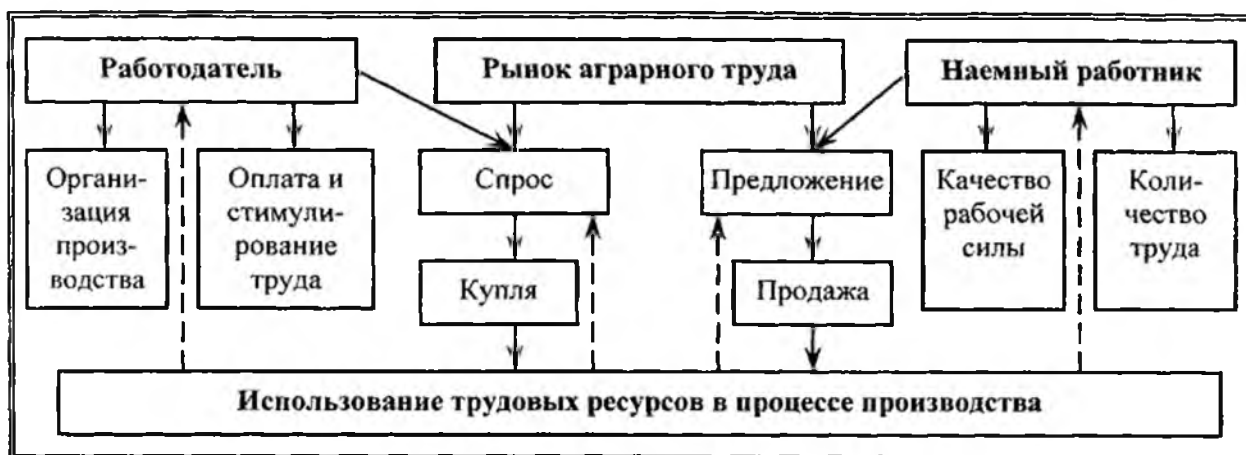 Работодатель
Рынок аграрного труда
Наемный работник
Органи-
зация
произ-
водства
Оплата и
стимули-
рование
труда
Спрос
Предложение
Качество
рабочей
силы
Коли-
чество
труда
Купля
Продажа
Использование трудовых ресурсов в процессе производства